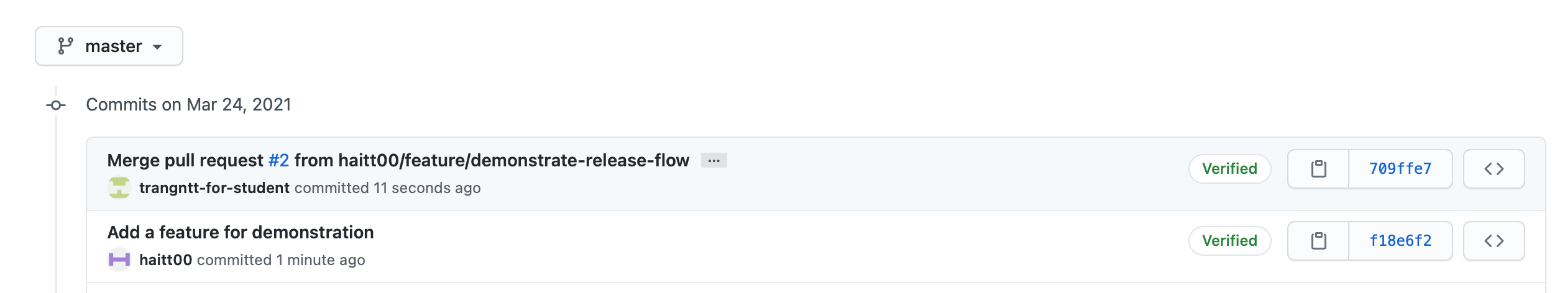 master
Commits on Mar 24, 2021
Merge pull request #2 from haitt00/feature/demonstrate-release-flow ...
trangntt-for-student committed 11 seconds ago
Verified
709ffe7
Add a feature for demonstration
haitt00 committed 1 minute ago
Verified
f18e6f2